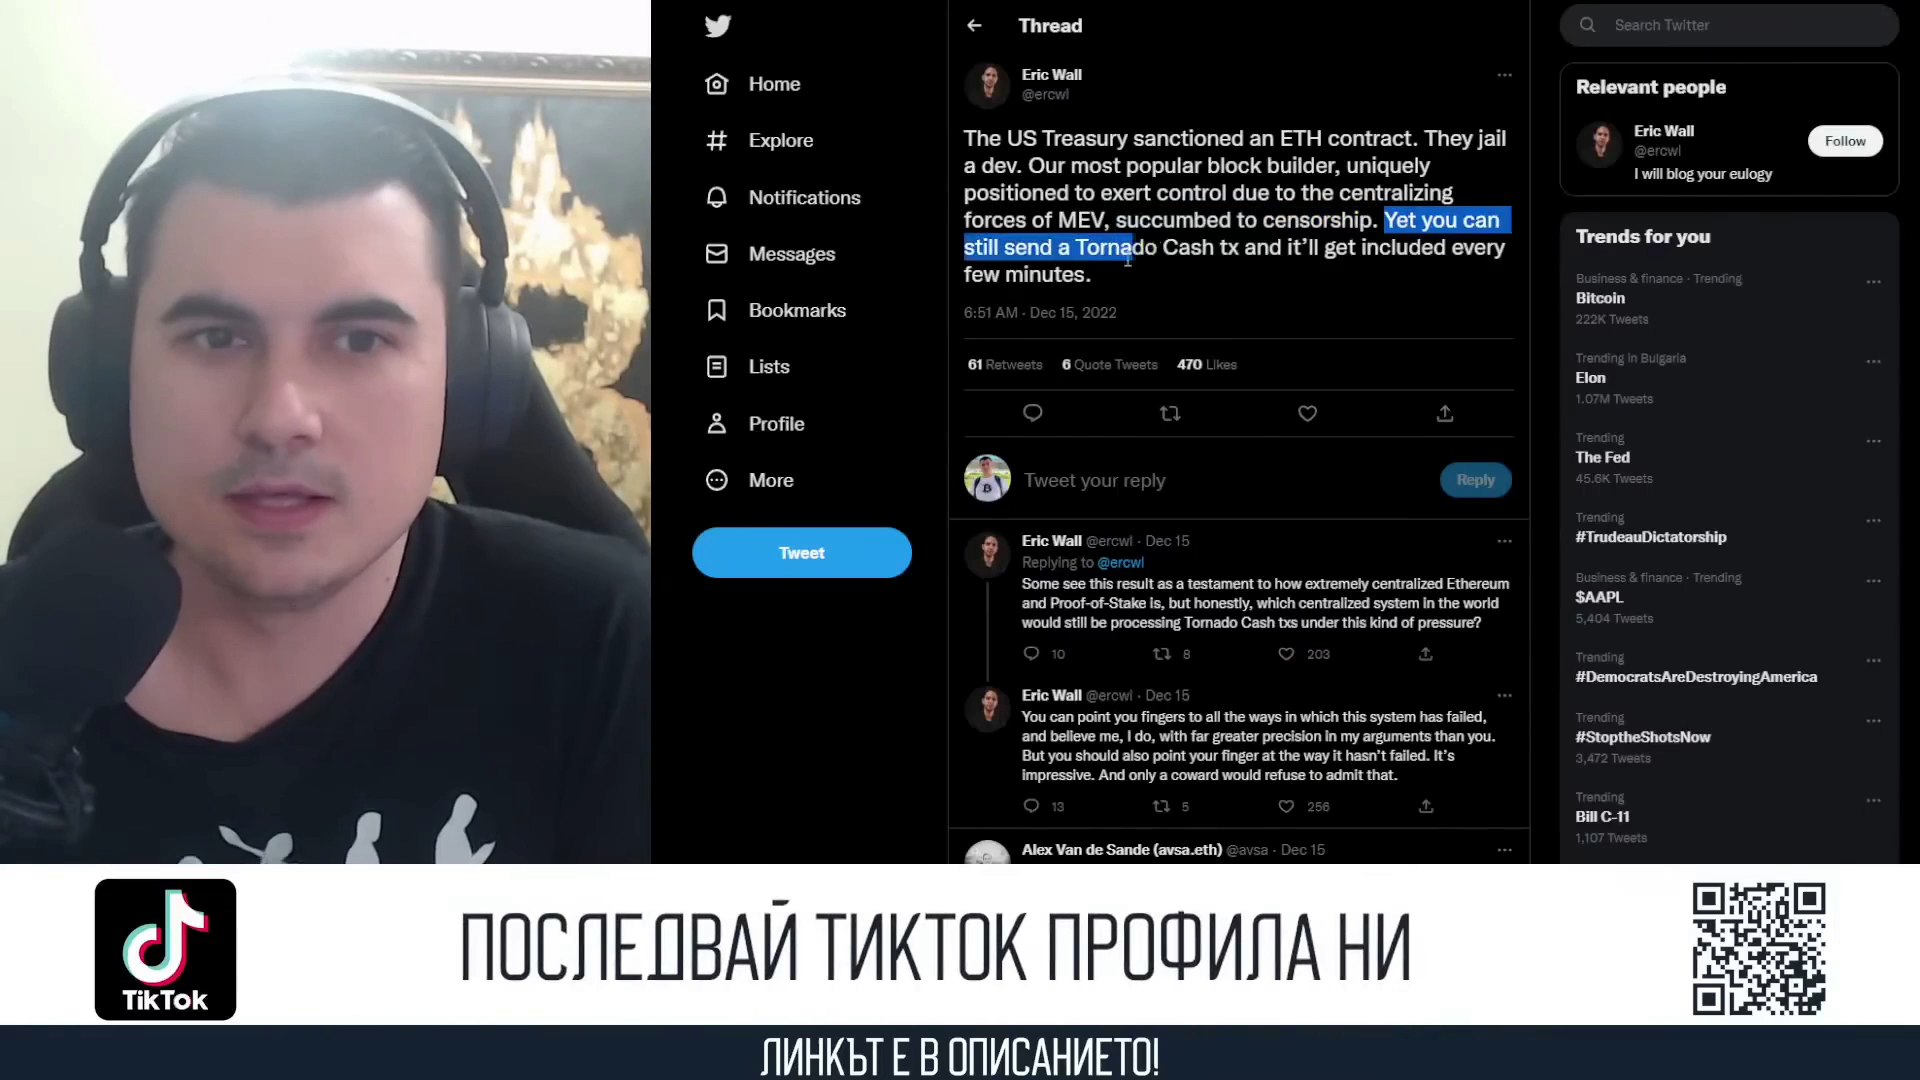 Home
Explore
Notifications
Messages
Bookmarks
Lists
Profile
More
Tweet
Thread
Eric Wall
@ercwl
The US Treasury sanctioned an ETH contract. They jail
a dev. Our most popular block builder, uniquely
positioned to exert control due to the centralizing
forces of MEV, succumbed to censorship. Yet you can
still send a Tornado Cash tx and it’ll get included every
few minutes.
6:51 AM · Dec 15, 2022
61 Retweets 6 Quote Tweets 470 Likes
Tweet your reply
Reply
Eric Wall @ercwl · Dec 15
Replying to @ercwl
Some see this result as a testament to how extremely centralized Ethereum
and Proof-of-Stake is, but honestly, which centralized system in the world
would still be processing Tornado Cash txs under this kind of pressure?
10 8 203
Eric Wall @ercwl · Dec 15
You can point you fingers to all the ways in which this system has failed,
and believe me, I do, with far greater precision in my arguments than you.
But you should also point your finger at the way it hasn’t failed. It’s
impressive. And only a coward would refuse to admit that.
13 5 256
Alex Van de Sande (avsa.eth) @avsa · Dec 15
Search Twitter
Relevant people
Eric Wall
@ercwl
Follow
I will blog your eulogy
Trends for you
Business & finance · Trending
Bitcoin
222K Tweets
Trending in Bulgaria
Elon
1.07M Tweets
Trending
The Fed
45.6K Tweets
Trending
#TrudeauDictatorship
Business & finance · Trending
$AAPL
5,404 Tweets
Trending
#DemocratsAreDestroyingAmerica
Trending
#StoptheShotsNow
3,472 Tweets
Trending
Bill C-11
1,107 Tweets
TikTok
ПОСЛЕДВАЙ ТИКТОК ПРОФИЛА НИ
ЛИНКЪТ Е В ОПИСАНИЕТО!